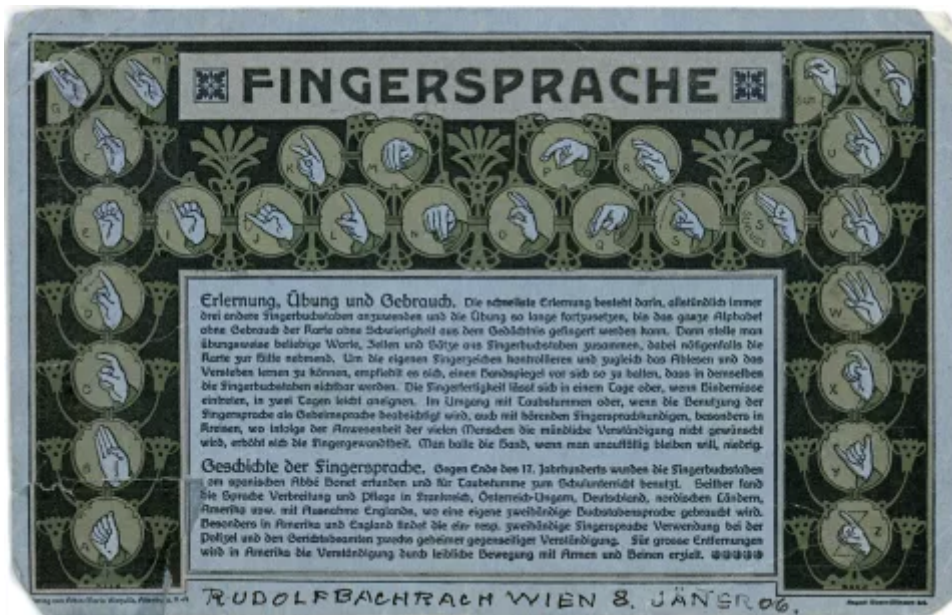 FINGERSPRACHE
G H SCH T
F K M P R U
E I J L N O Q S S V
D W
C X
B Y
A Z
Erlernung, Übung und Gebrauch. Die schnellste Erlernung besteht darin, allstündlich immer
drei andere Fingerbuchstaben anzuwenden und die Übung so lange fortzusetzen, bis das ganze Alphabet
ohne Gebrauch der Karte ohne Schwierigkeit aus dem Gedächtnis gefingert werden kann. Dann stelle man
übungsweise beliebige Worte, Zeilen und Sätze aus Fingerbuchstaben zusammen, dabei nötigenfalls die
Karte zur Hilfe nehmend. Um die eigenen Fingerzeichen kontrollieren und zugleich das Ablesen und das
Verstehen lernen zu können, empfiehlt es sich, einen Handspiegel vor sich so zu halten, dass in demselben
die Fingerbuchstaben sichtbar werden. Die Fingerfertigkeit lässt sich in einem Tage oder, wenn Hindernisse
eintreten, in zwei Tagen leicht aneignen. Im Umgang mit Taubstummen oder, wenn die Benutzung der
Fingersprache als Geheimsprache beabsichtigt wird, auch mit hörenden Fingersprachkundigen, besonders in
Kreisen, wo infolge der Anwesenheit der vielen Menschen die mündliche Verständigung nicht gewünscht
wird, erhöht sich die Fingergewandtheit. Man halte die Hand, wenn man unauffällig bleiben will, niedrig.
Geschichte der Fingersprache. Gegen Ende des 17. Jahrhunderts wurden die Fingerbuchstaben
vom spanischen Abbé Bonet erfunden und für Taubstumme zum Schulunterricht benutzt. Seither fand
die Sprache Verbreitung und Pflege in Frankreich, Österreich-Ungarn, Deutschland, nordischen Ländern,
Amerika usw. mit Ausnahme Englands, wo eine eigene zweihändige Buchstabensprache gebraucht wird.
Besonders in Amerika und England findet die ein- resp. zweihändige Fingersprache Verwendung bei der
Polizei und den Gerichtsbeamten zwecks geheimer gegenseitiger Verständigung. Für grosse Entfernungen
wird in Amerika die Verständigung durch leibliche Bewegung mit Armen und Beinen erzielt.
RUDOLF BACHRACH WIEN 8. JÄNER 06